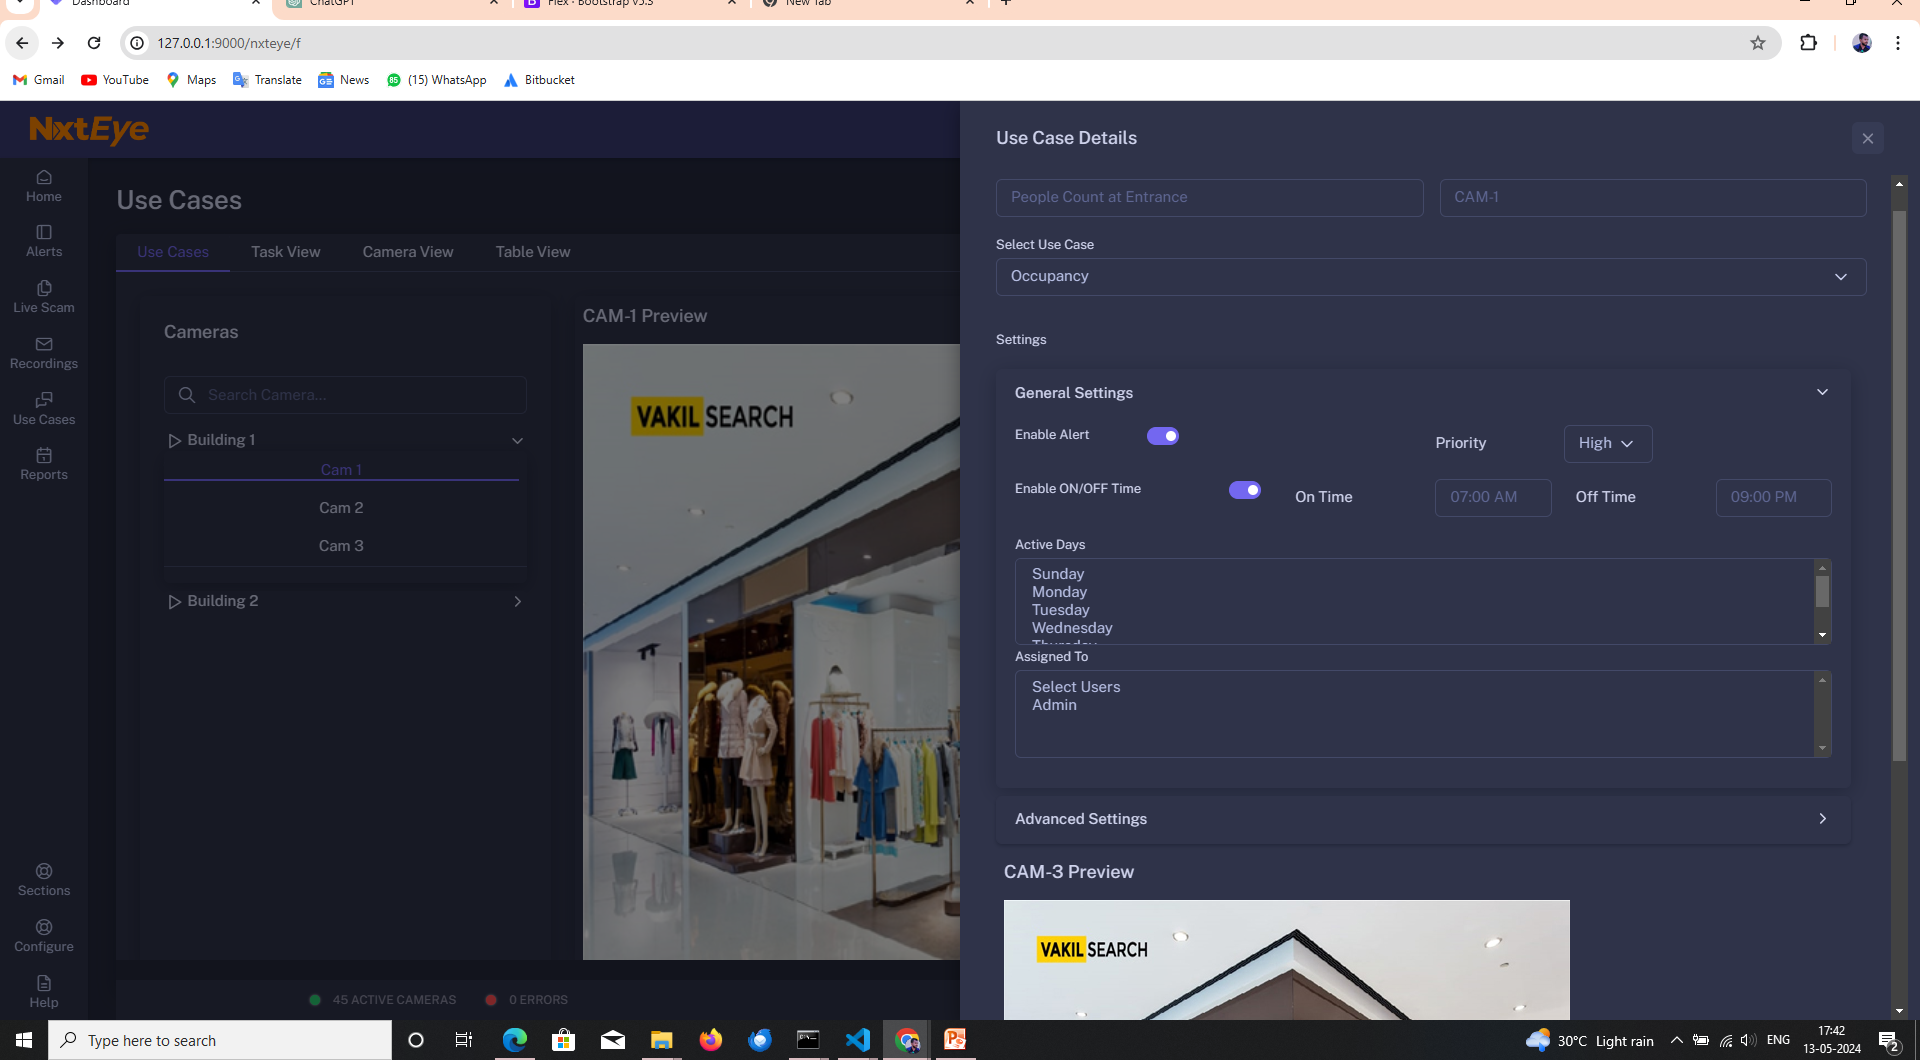 Dashboard
ChatGPT
Flex · Bootstrap v5.3
New Tab
127.0.0.1:9000/nxteye/f
Gmail
YouTube
Maps
Translate
News
(15) WhatsApp
Bitbucket
NxtEye
Home
Alerts
Live Scam
Recordings
Use Cases
Reports
Sections
Configure
Help
Use Cases
Use Cases
Task View
Camera View
Table View
Cameras
Search Camera...
Building 1
Cam 1
Cam 2
Cam 3
Building 2
CAM-1 Preview
VAKILSEARCH
45 ACTIVE CAMERAS
0 ERRORS
Use Case Details
People Count at Entrance
CAM-1
Select Use Case
Occupancy
Settings
General Settings
Enable Alert
Priority
High
Enable ON/OFF Time
On Time
07:00 AM
Off Time
09:00 PM
Active Days
Sunday
Monday
Tuesday
Wednesday
Thursday
Assigned To
Select Users
Admin
Advanced Settings
CAM-3 Preview
VAKILSEARCH
Type here to search
30°C Light rain
ENG
17:42
13-05-2024
2